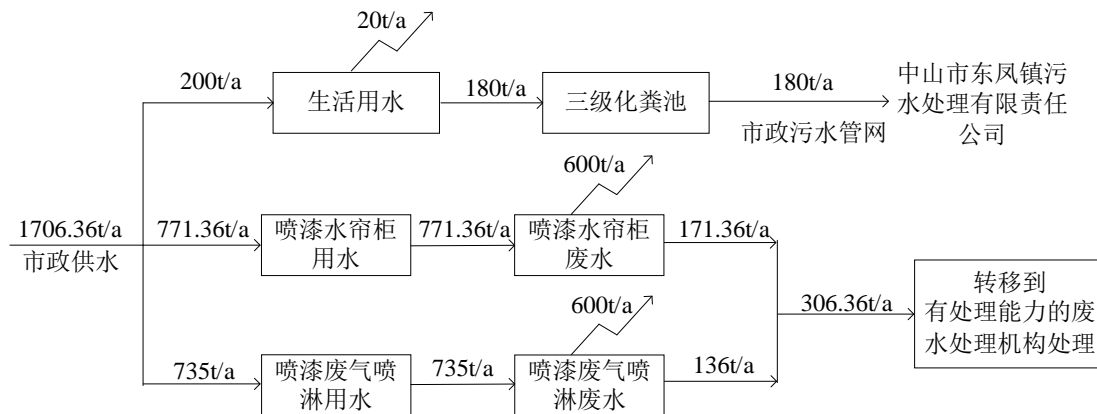 20t/a
200t/a
生活用水
180t/a
三级化粪池
180t/a
市政污水管网
中山市东凤镇污
水处理有限责任
公司
1706.36t/a
市政供水
771.36t/a
喷漆水帘柜
用水
771.36t/a
600t/a
喷漆水帘柜
废水
171.36t/a
735t/a
喷漆废气喷
淋用水
735t/a
600t/a
喷漆废气喷
淋废水
136t/a
306.36t/a
转移到
有处理能力的废
水处理机构处理